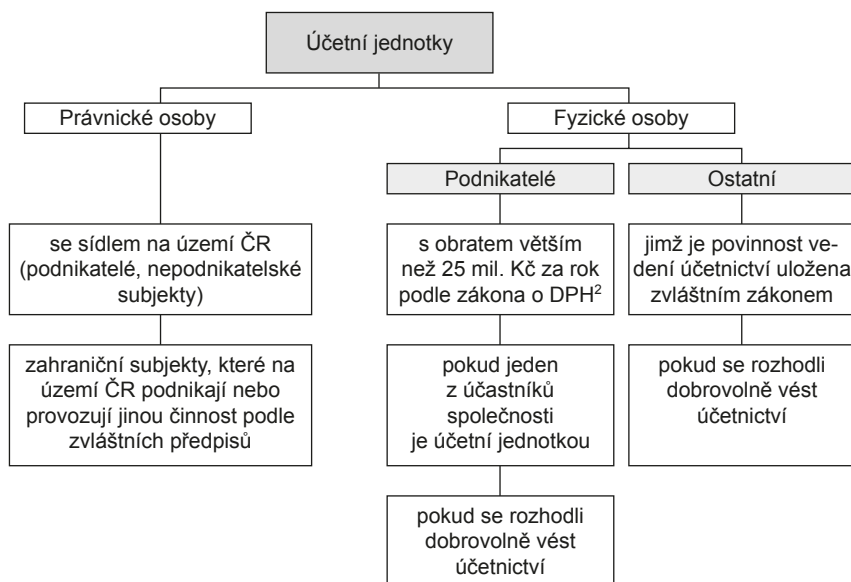 Účetní jednotky
Právnické osoby
Fyzické osoby
Podnikatelé
Ostatní
se sídlem na území ČR
(podnikatelé, nepodnikatelské
subjekty)
s obratem větším
než 25 mil. Kč za rok
podle zákona o DPH²
jimž je povinnost ve-
dení účetnictví uložena
zvláštním zákonem
zahraniční subjekty, které na
území ČR podnikají nebo
provozují jinou činnost podle
zvláštních předpisů
pokud jeden
z účastníků
společnosti
je účetní jednotkou
pokud se rozhodli
dobrovolně vést
účetnictví
pokud se rozhodli
dobrovolně vést
účetnictví